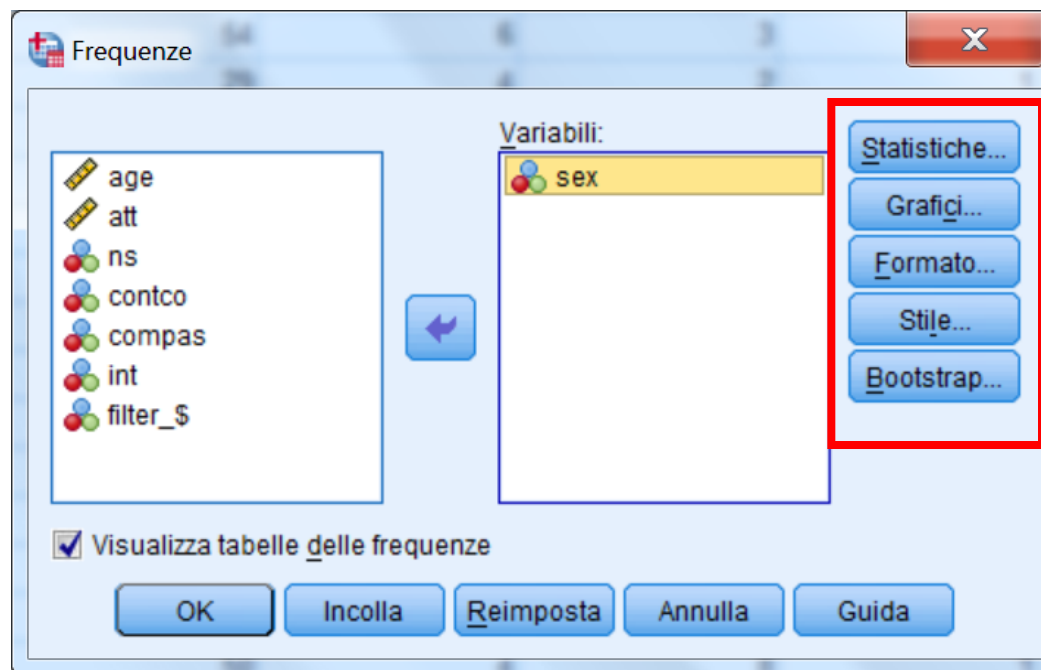 Frequenze
Variabili:
age
att
ns
contco
compas
int
filter_$
sex
Statistiche...
Grafici...
Formato...
Stile...
Bootstrap...
Visualizza tabelle delle frequenze
OK Incolla Reimposta Annulla Guida